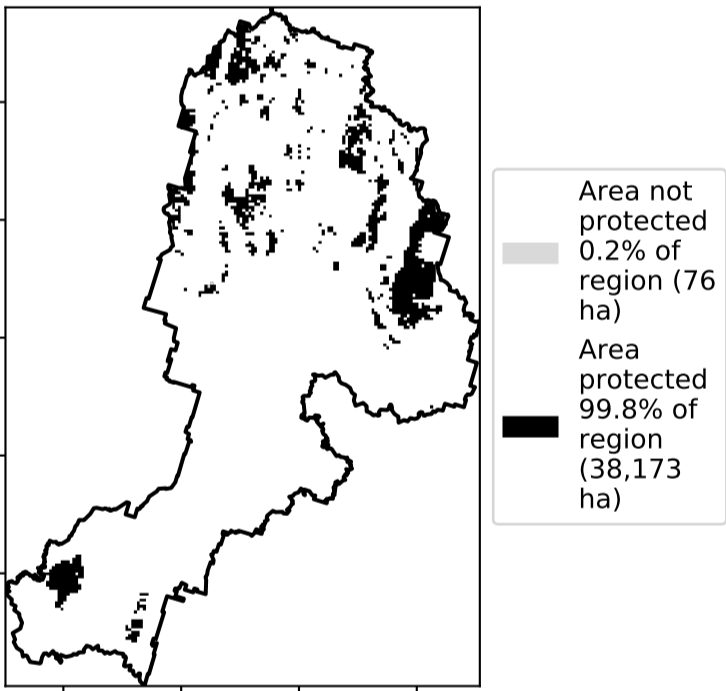 Area not
protected
0.2% of
region (76
ha)
Area
protected
99.8% of
region
(38,173
ha)